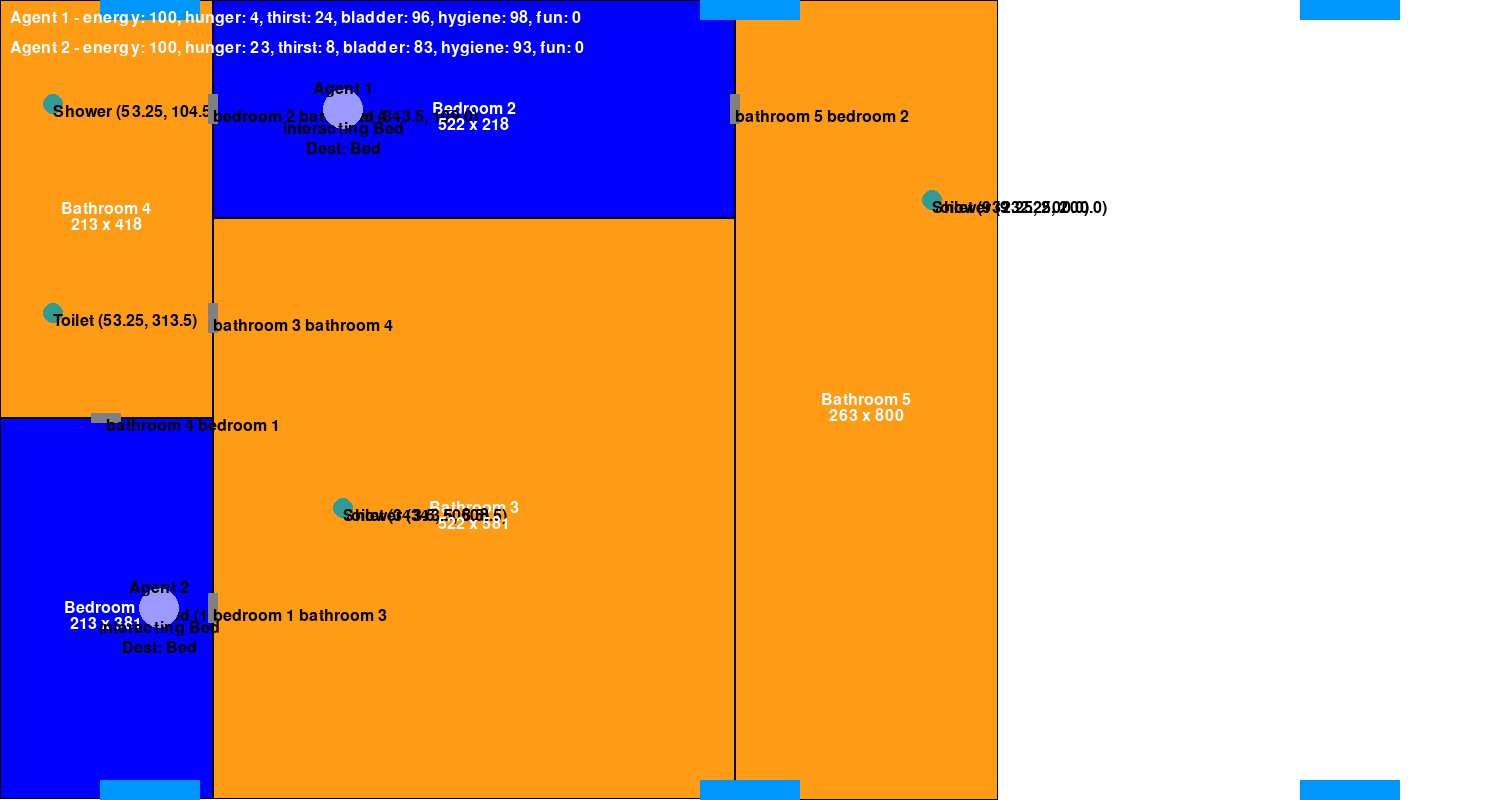 Agent 1 - energy: 100, hunger: 4, thirst: 24, bladder: 96, hygiene: 98, fun: 0
Agent 2 - energy: 100, hunger: 23, thirst: 8, bladder: 83, hygiene: 93, fun: 0
Agent 1
Shower (53.25, 104.5
bedroom 2
Bedroom 2
522 x 218
bathroom 5 bedroom 2
interacting Bed
Dest: Bed
Bathroom 4
213 x 418
Toilet (53.25, 313.5)
bathroom 3 bathroom 4
Bathroom 5
263 x 800
bathroom 4 bedroom 1
Bathroom 3
522 x 581
Agent 2
Bedroom
213 x 381
bedroom 1 bathroom 3
interacting Bed
Dest: Bed